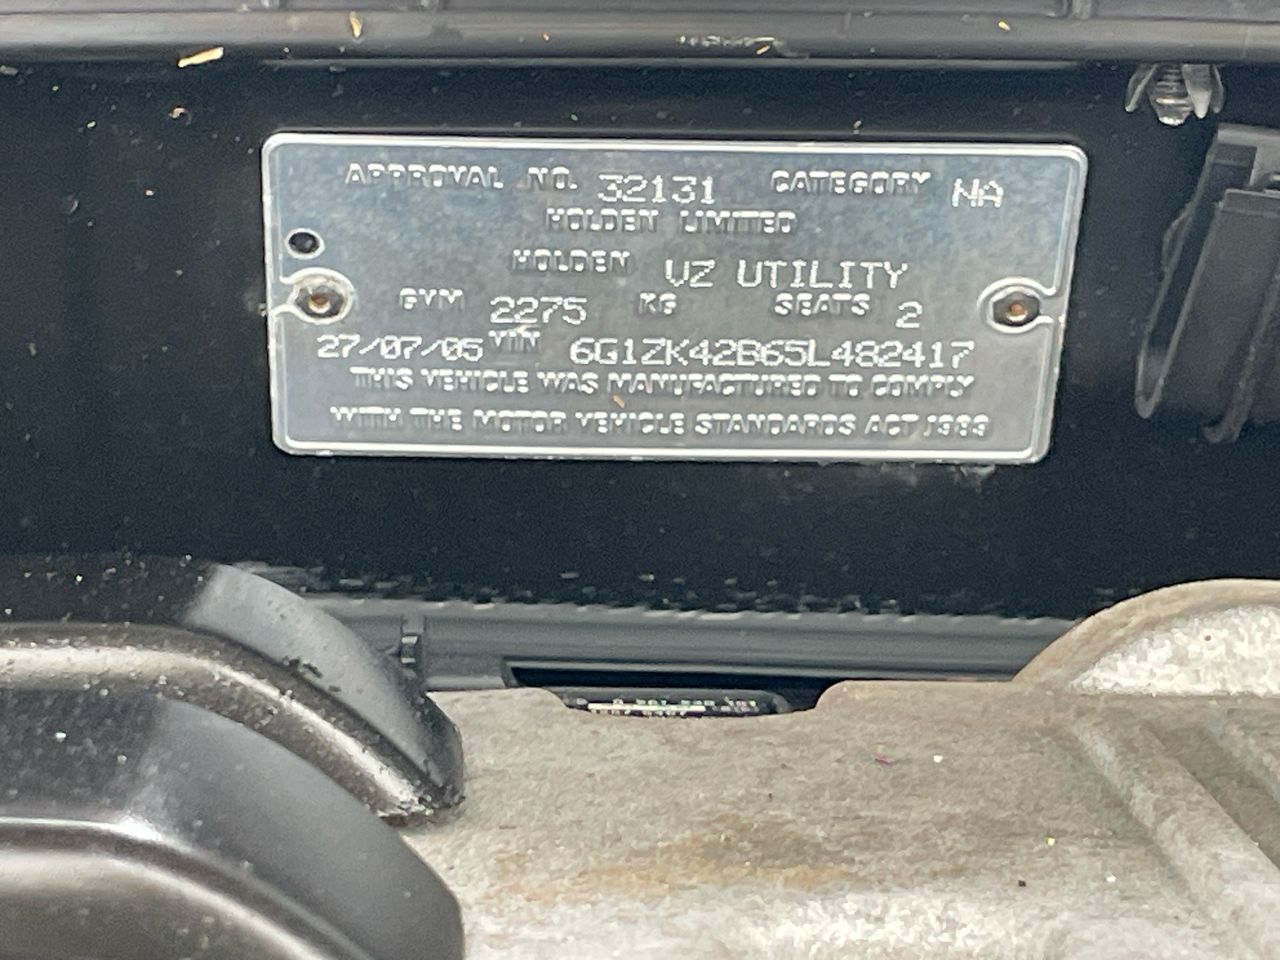 APPROVAL NO. 32131 CATEGORY NA
HOLDEN LIMITED
HOLDEN VZ UTILITY
GVM 2275 KG SEATS 2
27/07/05 VIN 6G1ZK42B65L482417
THIS VEHICLE WAS MANUFACTURED TO COMPLY
WITH THE MOTOR VEHICLE STANDARDS ACT 1989